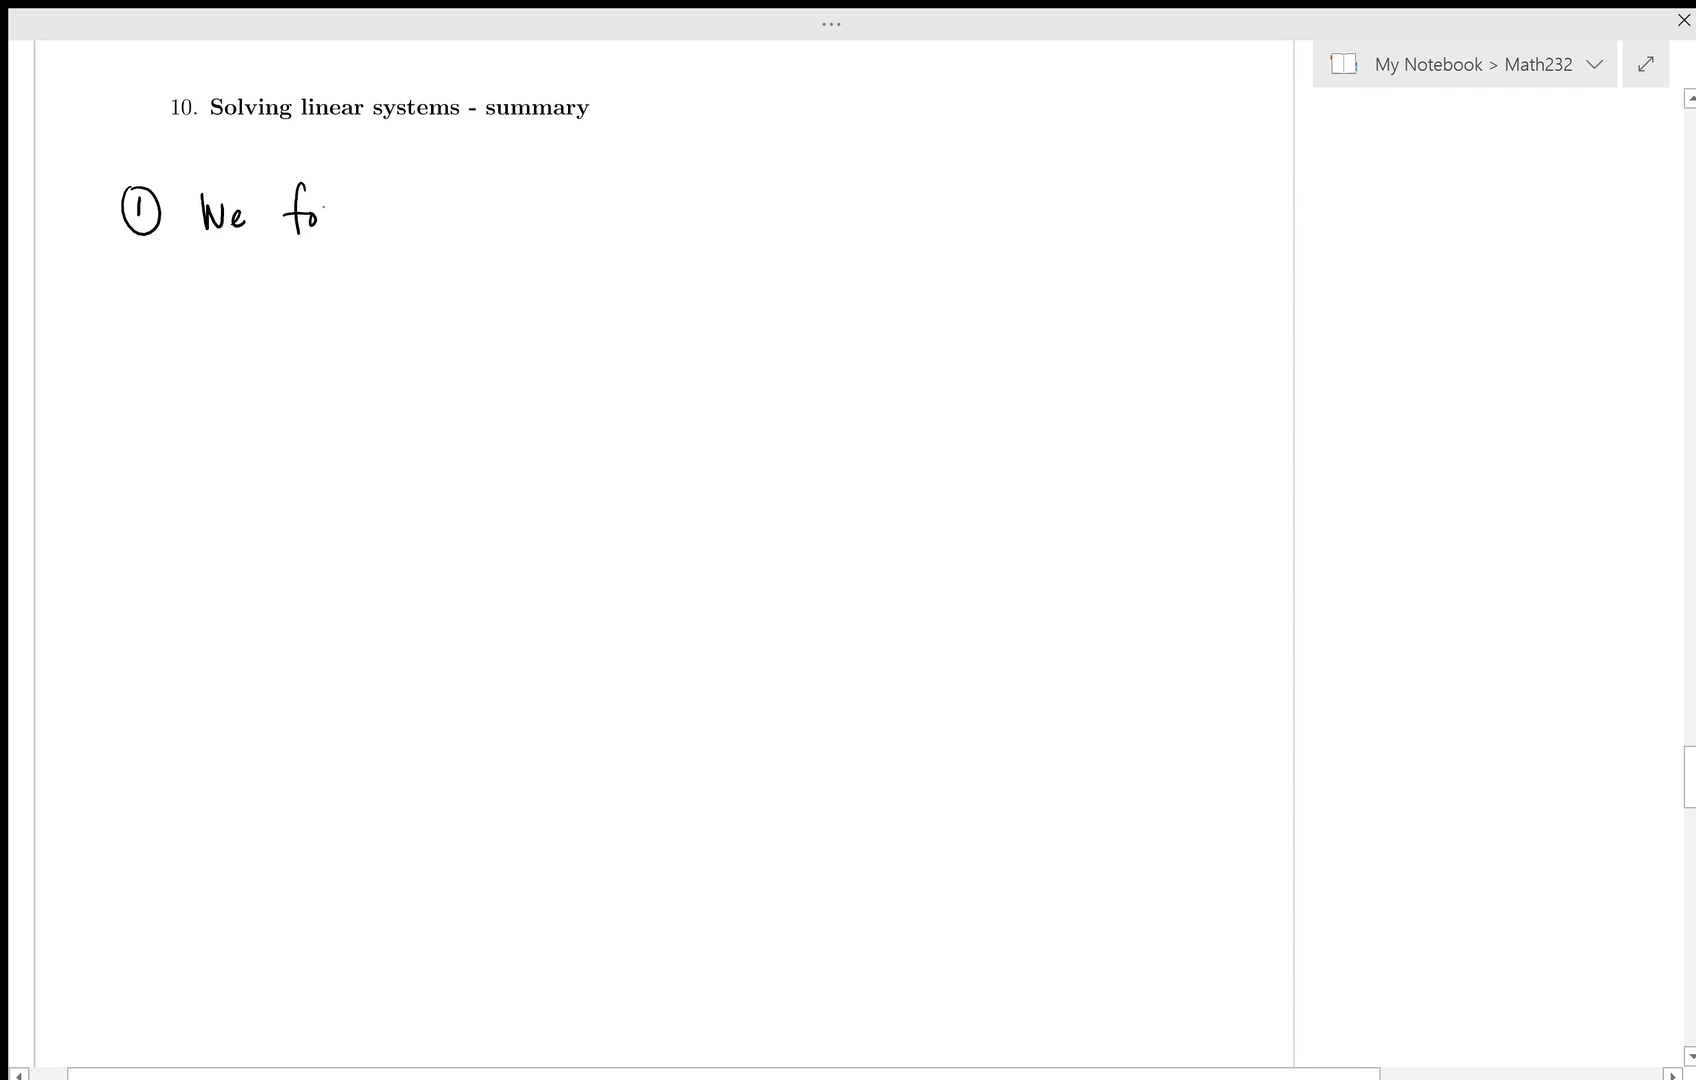 ...
My Notebook > Math232
10. Solving linear systems - summary
① We fo